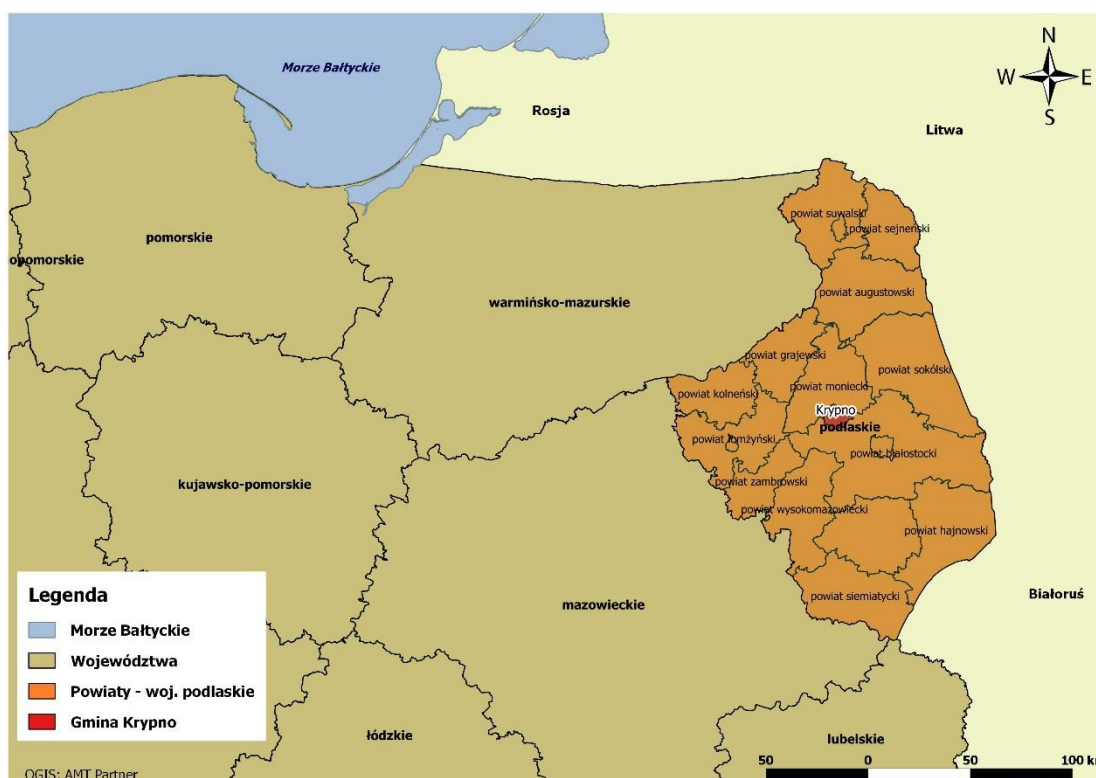 Morze Bałtyckie
N
W E
S
Rosja
Litwa
pomorskie
opomorskie
warmińsko-mazurskie
powiat suwalski
powiat sejneński
powiat augustowski
powiat grajewski
powiat moniecki
powiat sokólski
powiat kolneński
Krypno
podlaskie
powiat łomżyński
powiat białostocki
powiat zambrowski
powiat wysokomazowiecki
powiat hajnowski
powiat siemiatycki
kujawsko-pomorskie
mazowieckie
Białoruś
łódzkie
lubelskie
Legenda
Morze Bałtyckie
Województwa
Powiaty - woj. podlaskie
Gmina Krypno
QGIS; AMT Partner
50 0 50 100 km